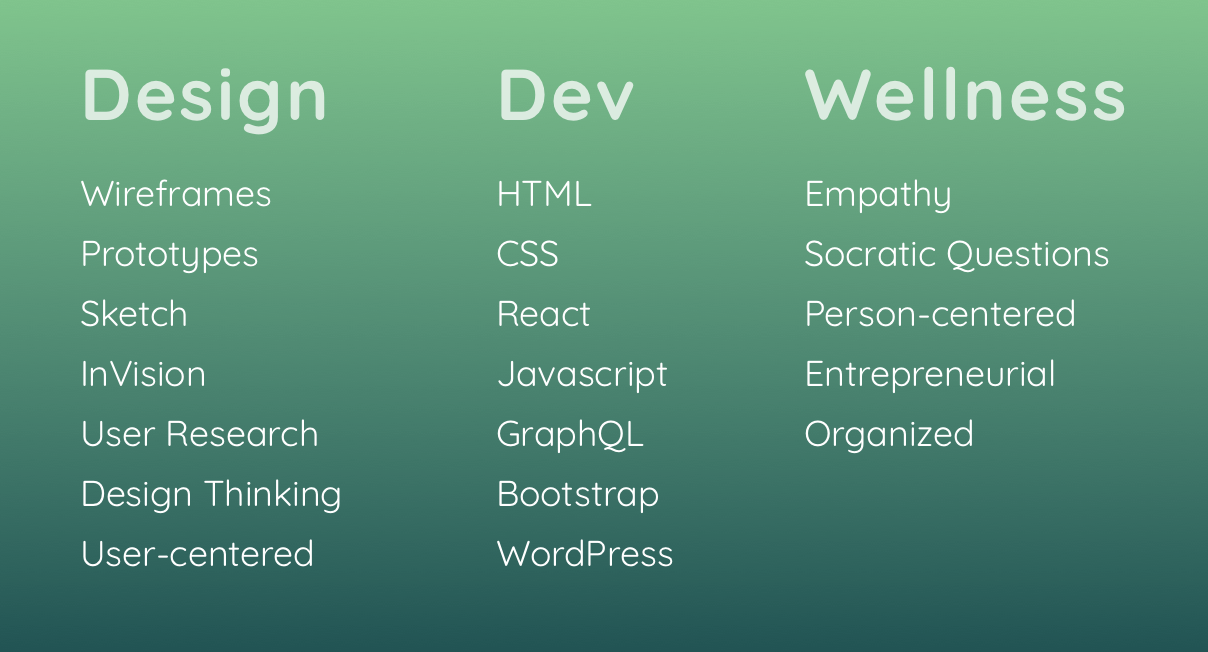 Design
Wireframes
Prototypes
Sketch
InVision
User Research
Design Thinking
User-centered
Dev
HTML
CSS
React
Javascript
GraphQL
Bootstrap
WordPress
Wellness
Empathy
Socratic Questions
Person-centered
Entrepreneurial
Organized